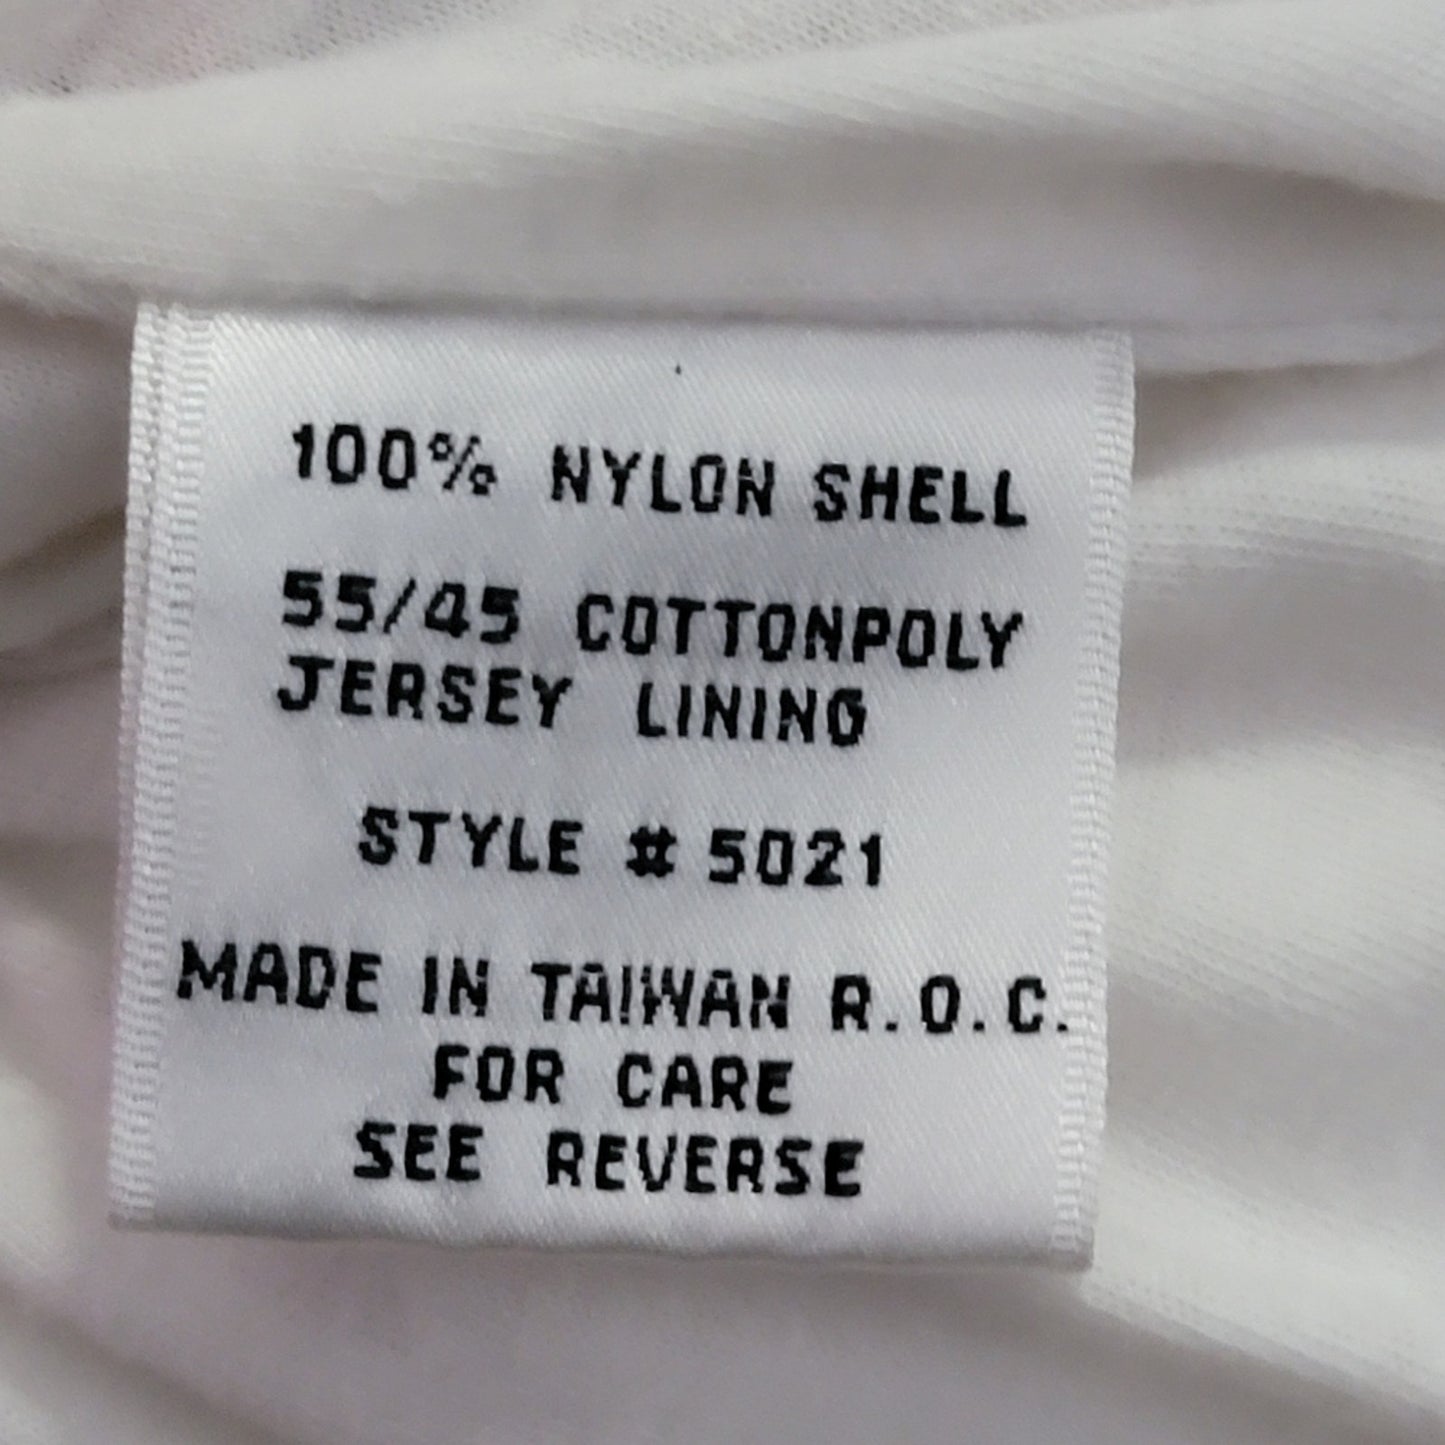 100% NYLON SHELL
55/45 COTTONPOLY
JERSEY LINING
STYLE # 5021
MADE IN TAIWAN R.O.C.
FOR CARE
SEE REVERSE